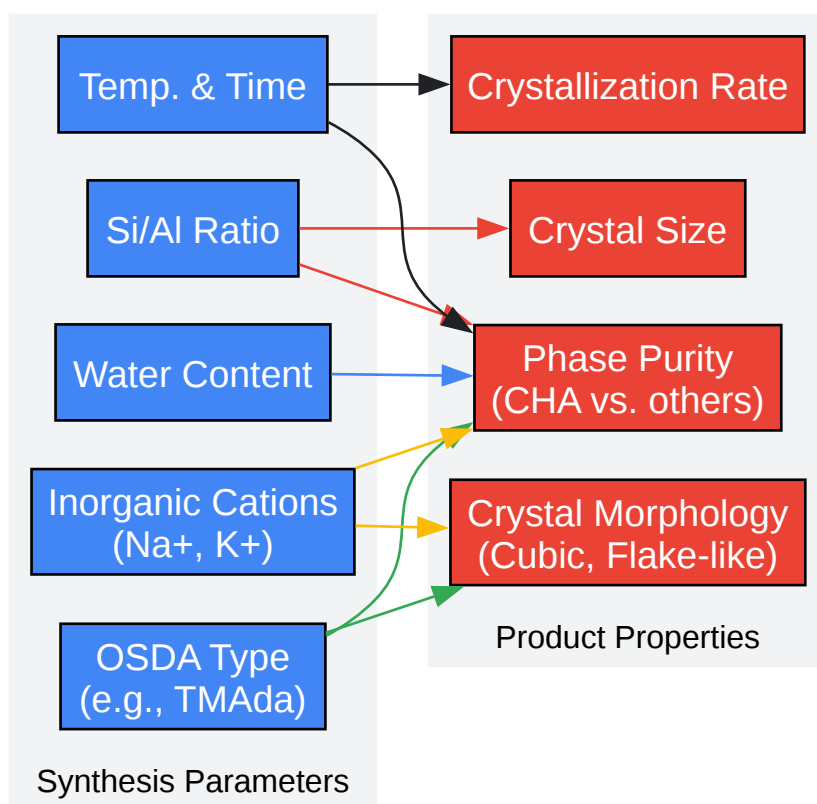 Temp. & Time
Crystallization Rate
Si/Al Ratio
Crystal Size
Water Content
Phase Purity
(CHA vs. others)
Inorganic Cations
(Na+, K+)
Crystal Morphology
(Cubic, Flake-like)
OSDA Type
(e.g., TMAda)
Product Properties
Synthesis Parameters